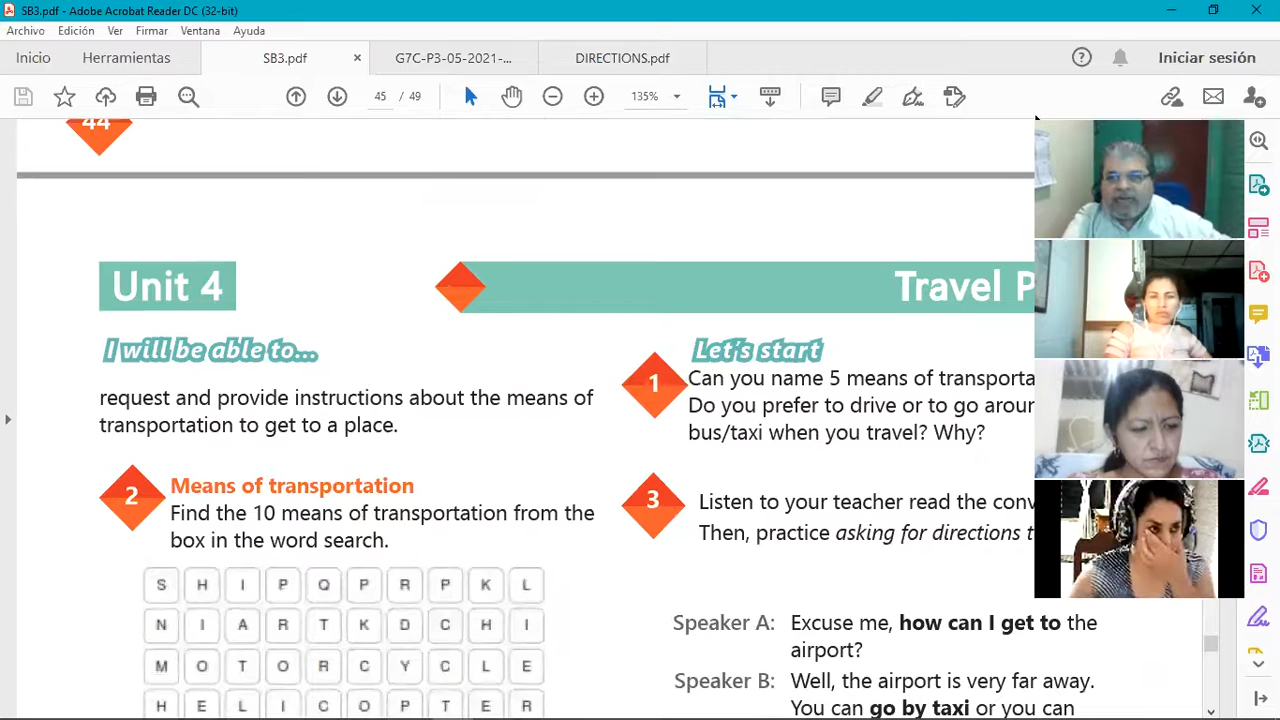 SB3.pdf - Adobe Acrobat Reader DC (32-bit)
Archivo Edición Ver Firmar Ventana Ayuda
Inicio Herramientas SB3.pdf × G7C-P3-05-2021-... DIRECTIONS.pdf Iniciar sesión
45 / 49 135%
44
Unit 4 Travel P
I will be able to...
request and provide instructions about the means of
transportation to get to a place.
2 Means of transportation
Find the 10 means of transportation from the
box in the word search.
S H I P Q P R P K L
N I A R T K D C H I
M O T O R C Y C L E
H E L I C O P T E R
Let's start
1 Can you name 5 means of transporta
Do you prefer to drive or to go aroun
bus/taxi when you travel? Why?
3 Listen to your teacher read the conv
Then, practice asking for directions t
Speaker A: Excuse me, how can I get to the
airport?
Speaker B: Well, the airport is very far away.
You can go by taxi or you can